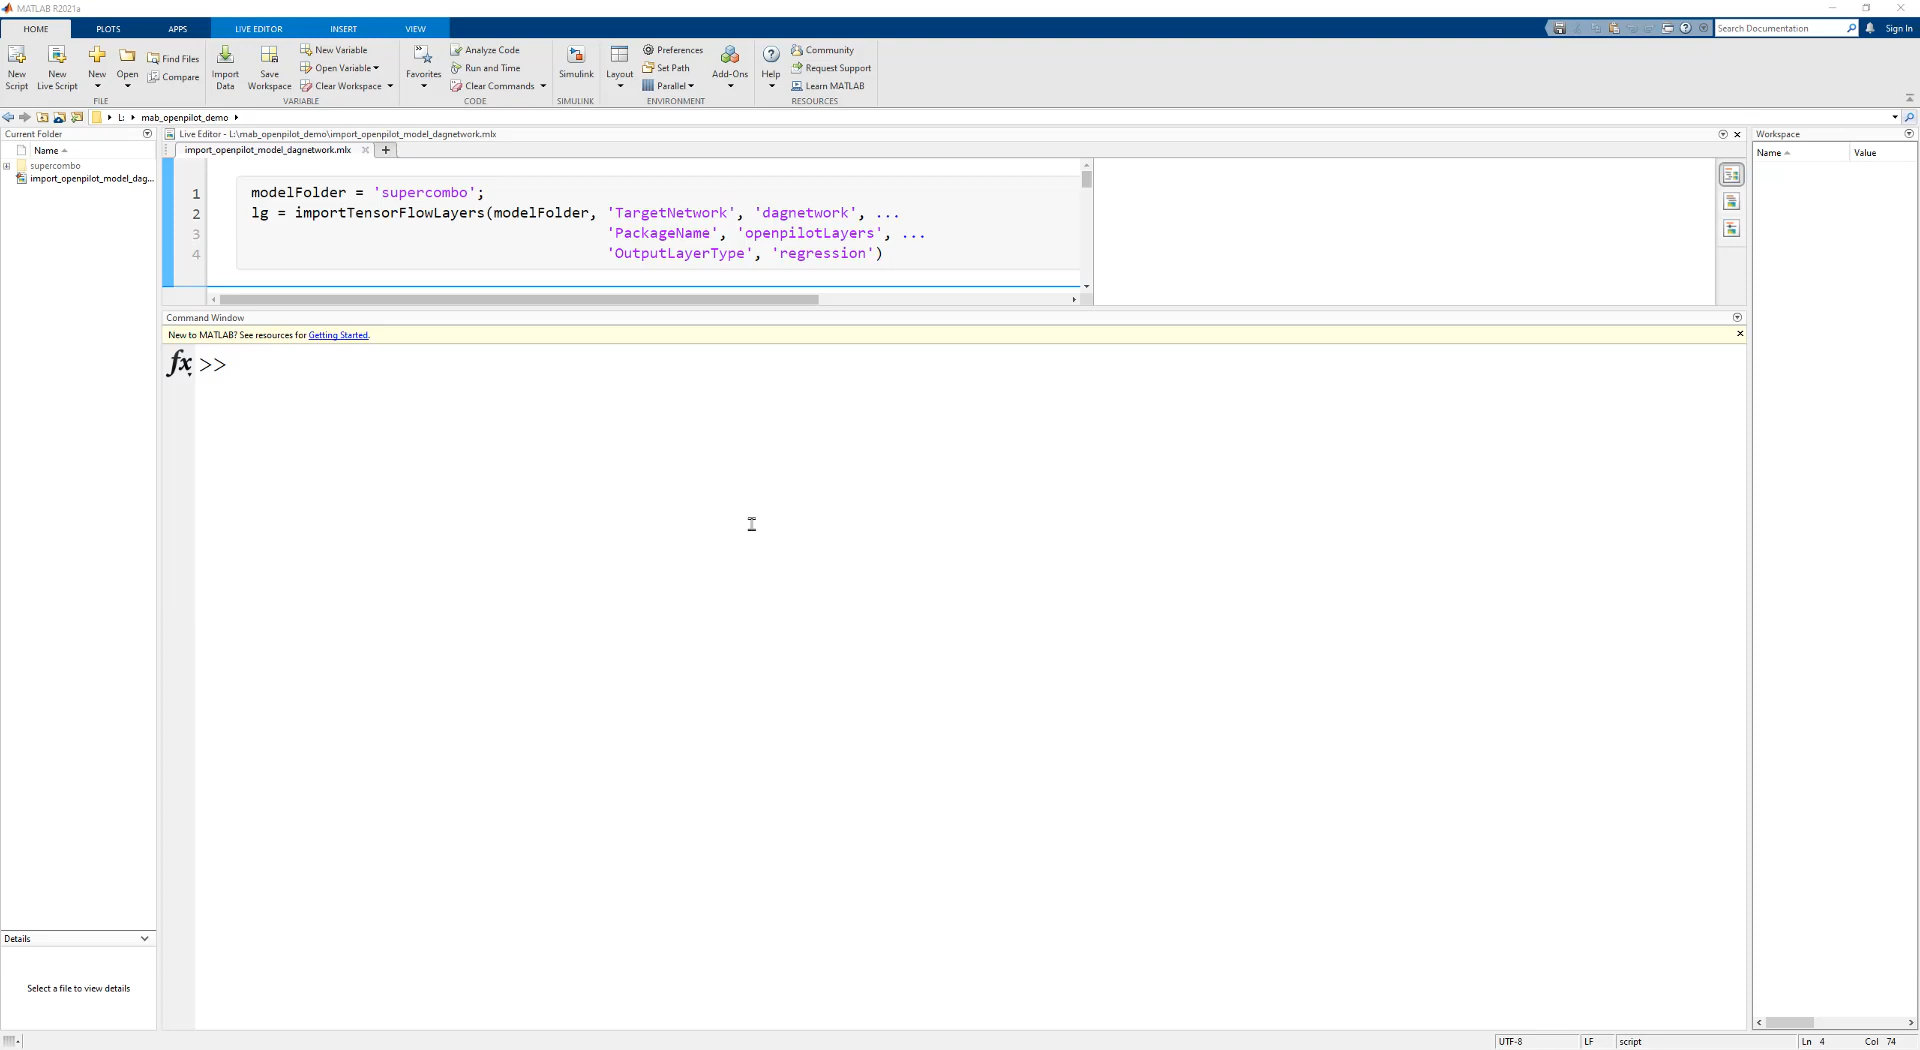 MATLAB R2021a
HOME PLOTS APPS LIVE EDITOR INSERT VIEW
Search Documentation Sign In
New Script
New Live Script
New
Open
Find Files
Compare
FILE
Import Data
Save Workspace
New Variable
Open Variable
Clear Workspace
VARIABLE
Favorites
Analyze Code
Run and Time
Clear Commands
CODE
Simulink
SIMULINK
Layout
Preferences
Set Path
Parallel
Add-Ons
ENVIRONMENT
Help
Community
Request Support
Learn MATLAB
RESOURCES
L: mab_openpilot_demo
Current Folder
Name
supercombo
import_openpilot_model_dag...
Details
Select a file to view details
Live Editor - L:\mab_openpilot_demo\import_openpilot_model_dagnetwork.mlx
import_openpilot_model_dagnetwork.mlx
1 modelFolder = 'supercombo';
2 lg = importTensorFlowLayers(modelFolder, 'TargetNetwork', 'dagnetwork', ...
3 'PackageName', 'openpilotLayers', ...
4 'OutputLayerType', 'regression')
Command Window
New to MATLAB? See resources for Getting Started.
fx >>
Workspace
Name Value
UTF-8 LF script Ln 4 Col 74